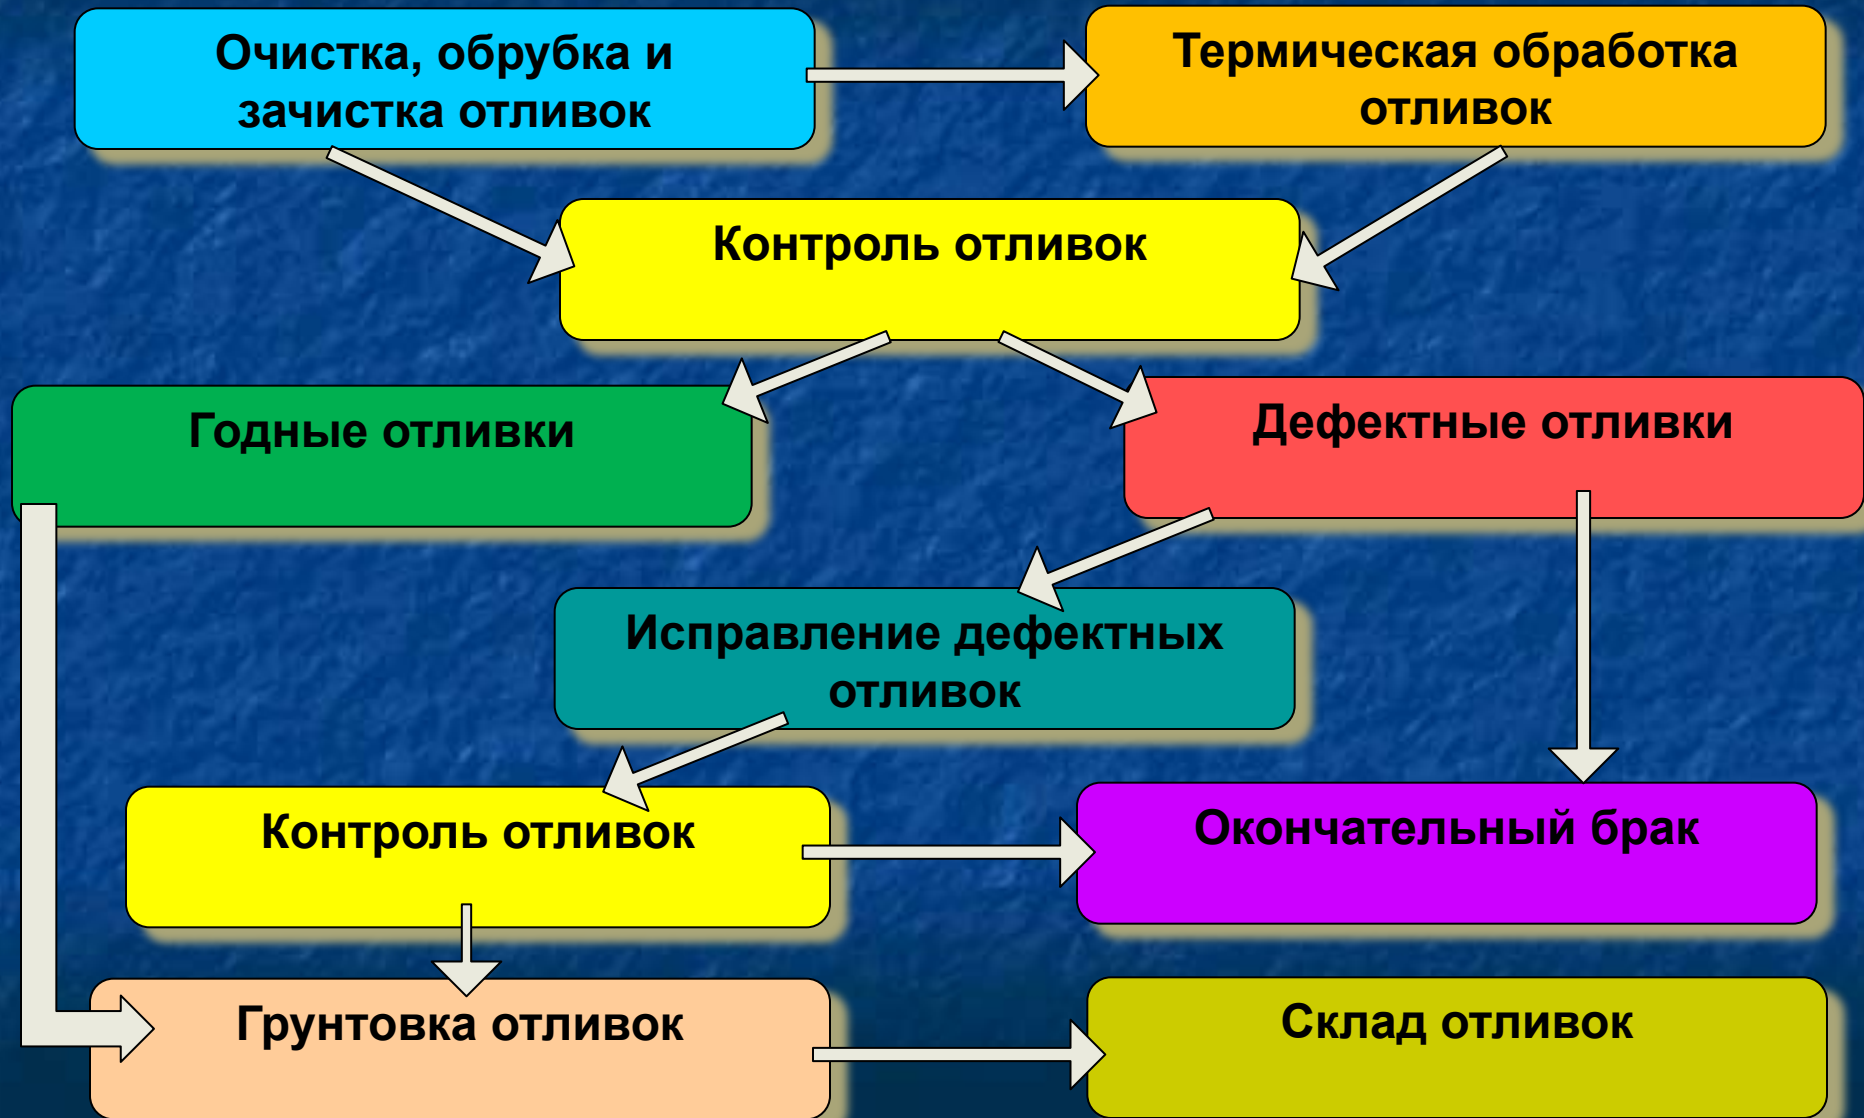 Очистка, обрубка и
зачистка отливок
Термическая обработка
отливок
Контроль отливок
Годные отливки
Дефектные отливки
Исправление дефектных
отливок
Контроль отливок
Окончательный брак
Грунтовка отливок
Склад отливок